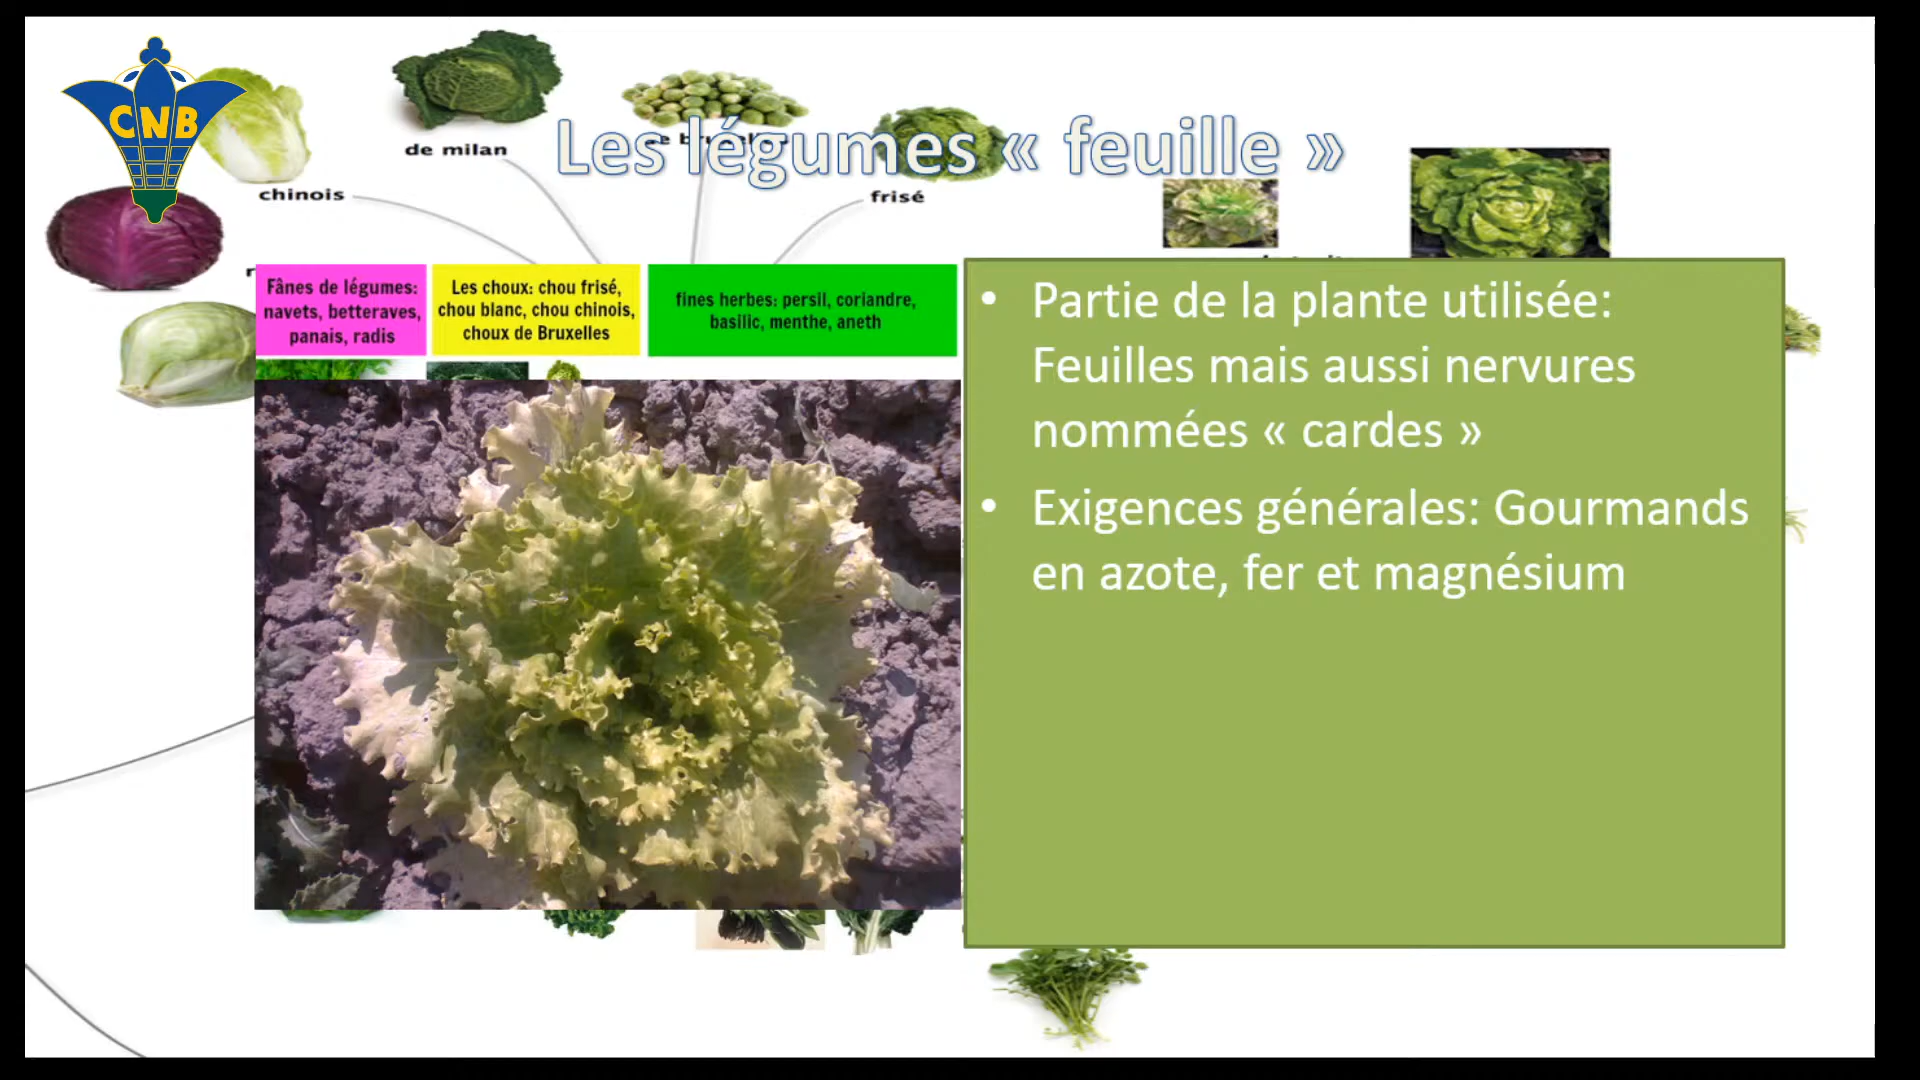 CNB
de milan
de bruxelles
Les légumes « feuille »
chinois
frisé
Fânes de légumes:
navets, betteraves,
panais, radis
Les choux: chou frisé,
chou blanc, chou chinois,
choux de Bruxelles
fines herbes: persil, coriandre,
basilic, menthe, aneth
• Partie de la plante utilisée:
Feuilles mais aussi nervures
nommées « cardes »
• Exigences générales: Gourmands
en azote, fer et magnésium